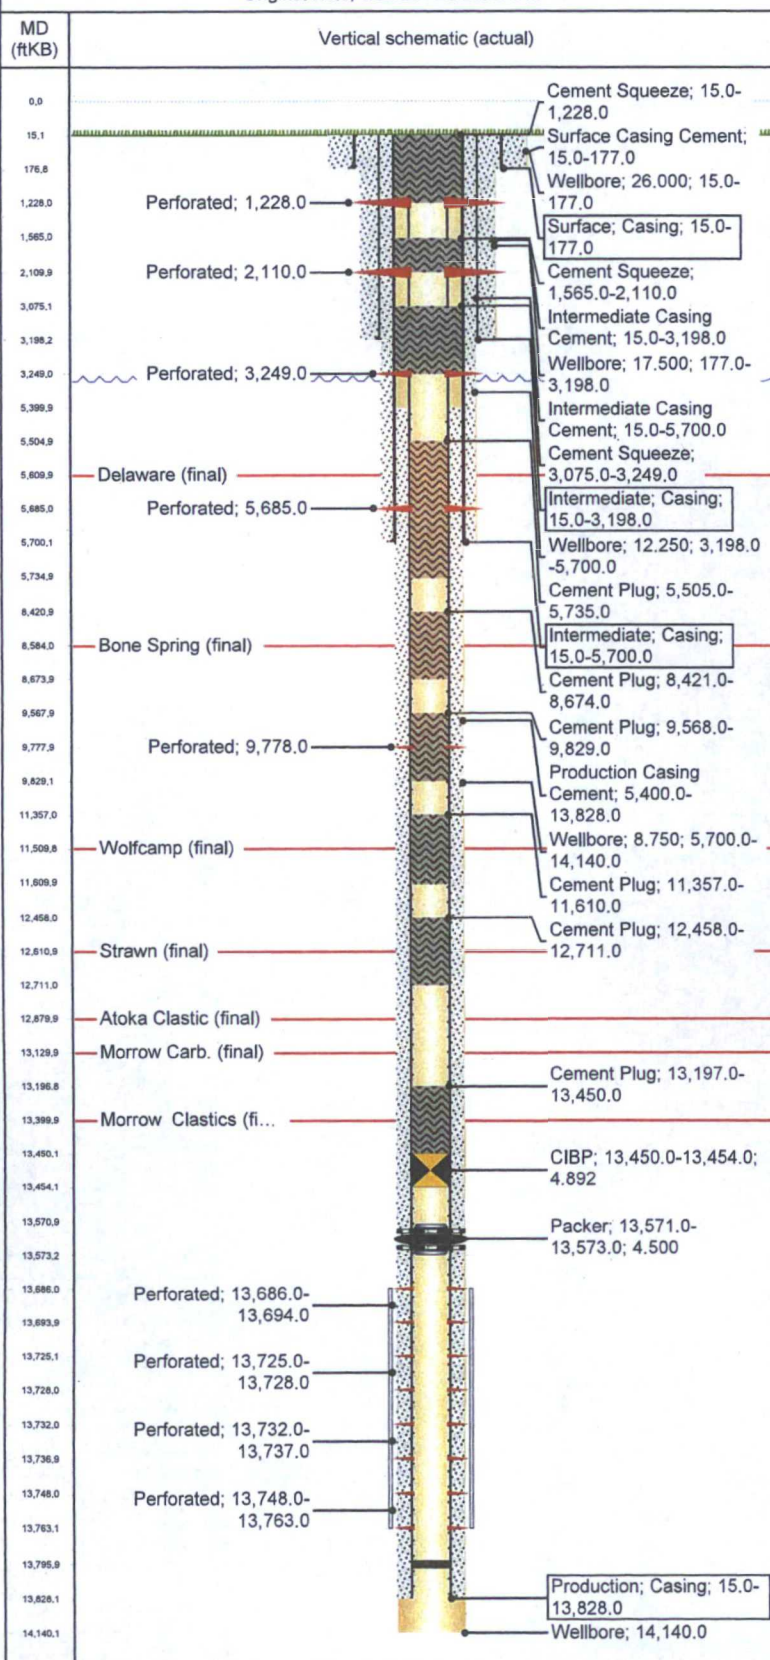 MD
(ftKB)
Vertical schematic (actual)
0,0
15,1
176,8
1,228,0
1,565,0
2,109,9
3,075,1
3,198,2
3,249,0
5,399,9
5,504,9
5,609,9
5,685,0
5,700,1
5,734,9
8,420,9
8,584,0
8,673,9
9,567,9
9,777,9
9,829,1
11,357,0
11,509,8
11,609,9
12,458,0
12,610,9
12,711,0
12,879,9
13,129,9
13,196,8
13,399,9
13,450,1
13,454,1
13,570,9
13,573,2
13,686,0
13,693,9
13,725,1
13,728,0
13,732,0
13,736,9
13,748,0
13,763,1
13,795,9
13,828,1
14,140,1
Perforated; 1,228.0
Perforated; 2,110.0
Perforated; 3,249.0
Delaware (final)
Perforated; 5,685.0
Bone Spring (final)
Perforated; 9,778.0
Wolfcamp (final)
Strawn (final)
Atoka Clastic (final)
Morrow Carb. (final)
Morrow Clastics (fi...
Perforated; 13,686.0-
13,694.0
Perforated; 13,725.0-
13,728.0
Perforated; 13,732.0-
13,737.0
Perforated; 13,748.0-
13,763.0
Cement Squeeze; 15.0-
1,228.0
Surface Casing Cement;
15.0-177.0
Wellbore; 26.000; 15.0-
177.0
Surface; Casing; 15.0-
177.0
Cement Squeeze;
1,565.0-2,110.0
Intermediate Casing
Cement; 15.0-3,198.0
Wellbore; 17.500; 177.0-
3,198.0
Intermediate Casing
Cement; 15.0-5,700.0
Cement Squeeze;
3,075.0-3,249.0
Intermediate; Casing;
15.0-3,198.0
Wellbore; 12.250; 3,198.0
-5,700.0
Cement Plug; 5,505.0-
5,735.0
Intermediate; Casing;
15.0-5,700.0
Cement Plug; 8,421.0-
8,674.0
Cement Plug; 9,568.0-
9,829.0
Production Casing
Cement; 5,400.0-
13,828.0
Wellbore; 8.750; 5,700.0-
14,140.0
Cement Plug; 11,357.0-
11,610.0
Cement Plug; 12,458.0-
12,711.0
Cement Plug; 13,197.0-
13,450.0
CIBP; 13,450.0-13,454.0;
4.892
Packer; 13,571.0-
13,573.0; 4.500
Production; Casing; 15.0-
13,828.0
Wellbore; 14,140.0